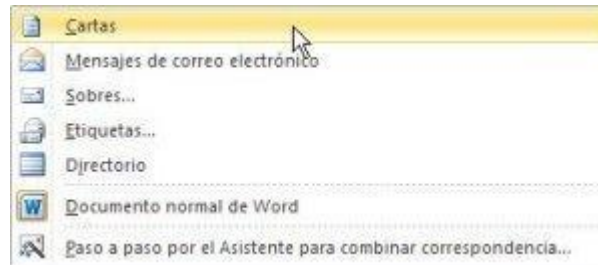 Cartas
Mensajes de correo electrónico
Sobres...
Etiquetas...
Directorio
Documento normal de Word
Paso a paso por el Asistente para combinar correspondencia...